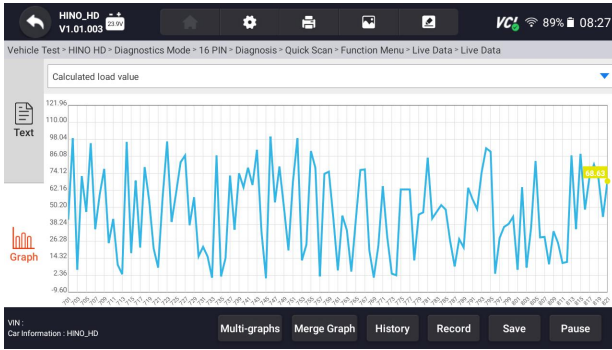 HINO_HD
V1.01.003
23.9V
VCI
89%
08:27
Vehicle Test > HINO HD > Diagnostics Mode > 16 PIN > Diagnosis > Quick Scan > Function Menu > Live Data > Live Data
Calculated load value
Text
Graph
121.96
110.00
98.04
86.08
74.12
62.16
50.20
38.24
26.28
14.32
2.36
-9.60
68.63
VIN :
Car Information : HINO_HD
Multi-graphs
Merge Graph
History
Record
Save
Pause